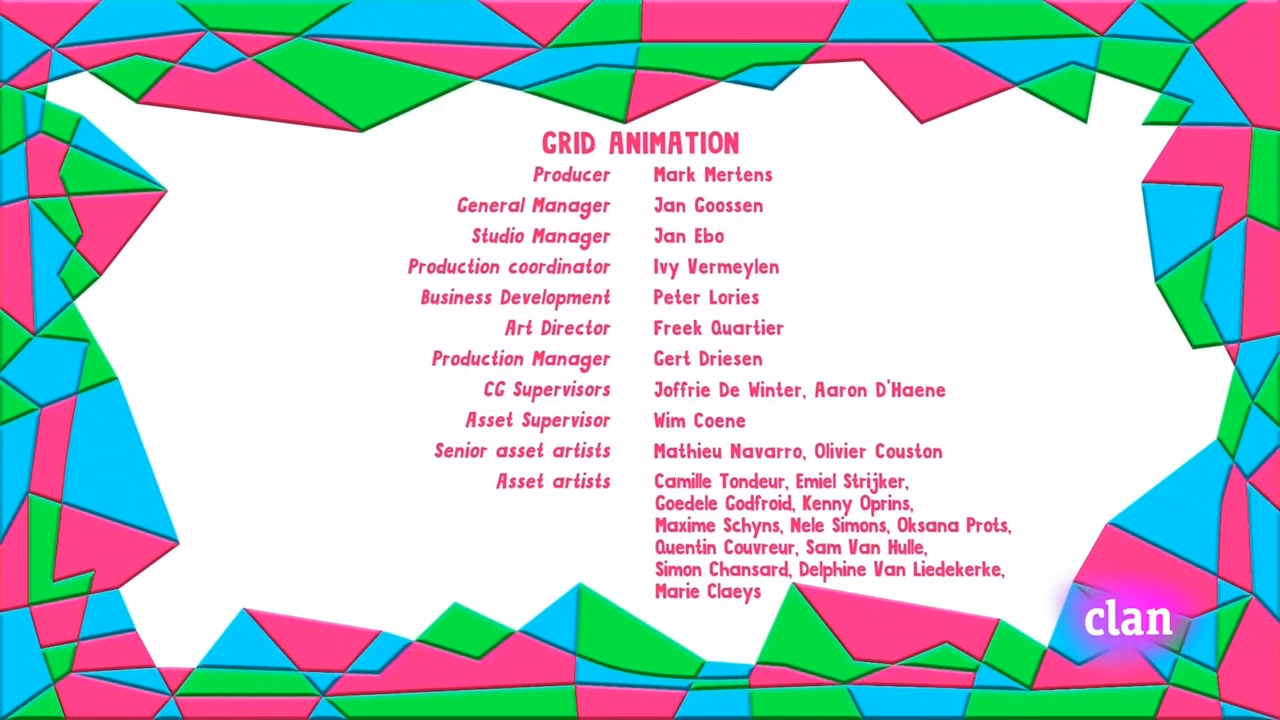 GRID ANIMATION
Producer Mark Mertens
General Manager Jan Goossen
Studio Manager Jan Ebo
Production coordinator Ivy Vermeylen
Business Development Peter Lories
Art Director Freek Quartier
Production Manager Gert Driesen
CG Supervisors Joffrie De Winter, Aaron D'Haene
Asset Supervisor Wim Coene
Senior asset artists Mathieu Navarro, Olivier Couston
Asset artists Camille Tondeur, Emiel Strijker,
Goedele Godfroid, Kenny Oprins,
Maxime Schyns, Nele Simons, Oksana Prots,
Quentin Couvreur, Sam Van Hulle,
Simon Chansard, Delphine Van Liedekerke,
Marie Claeys
clan